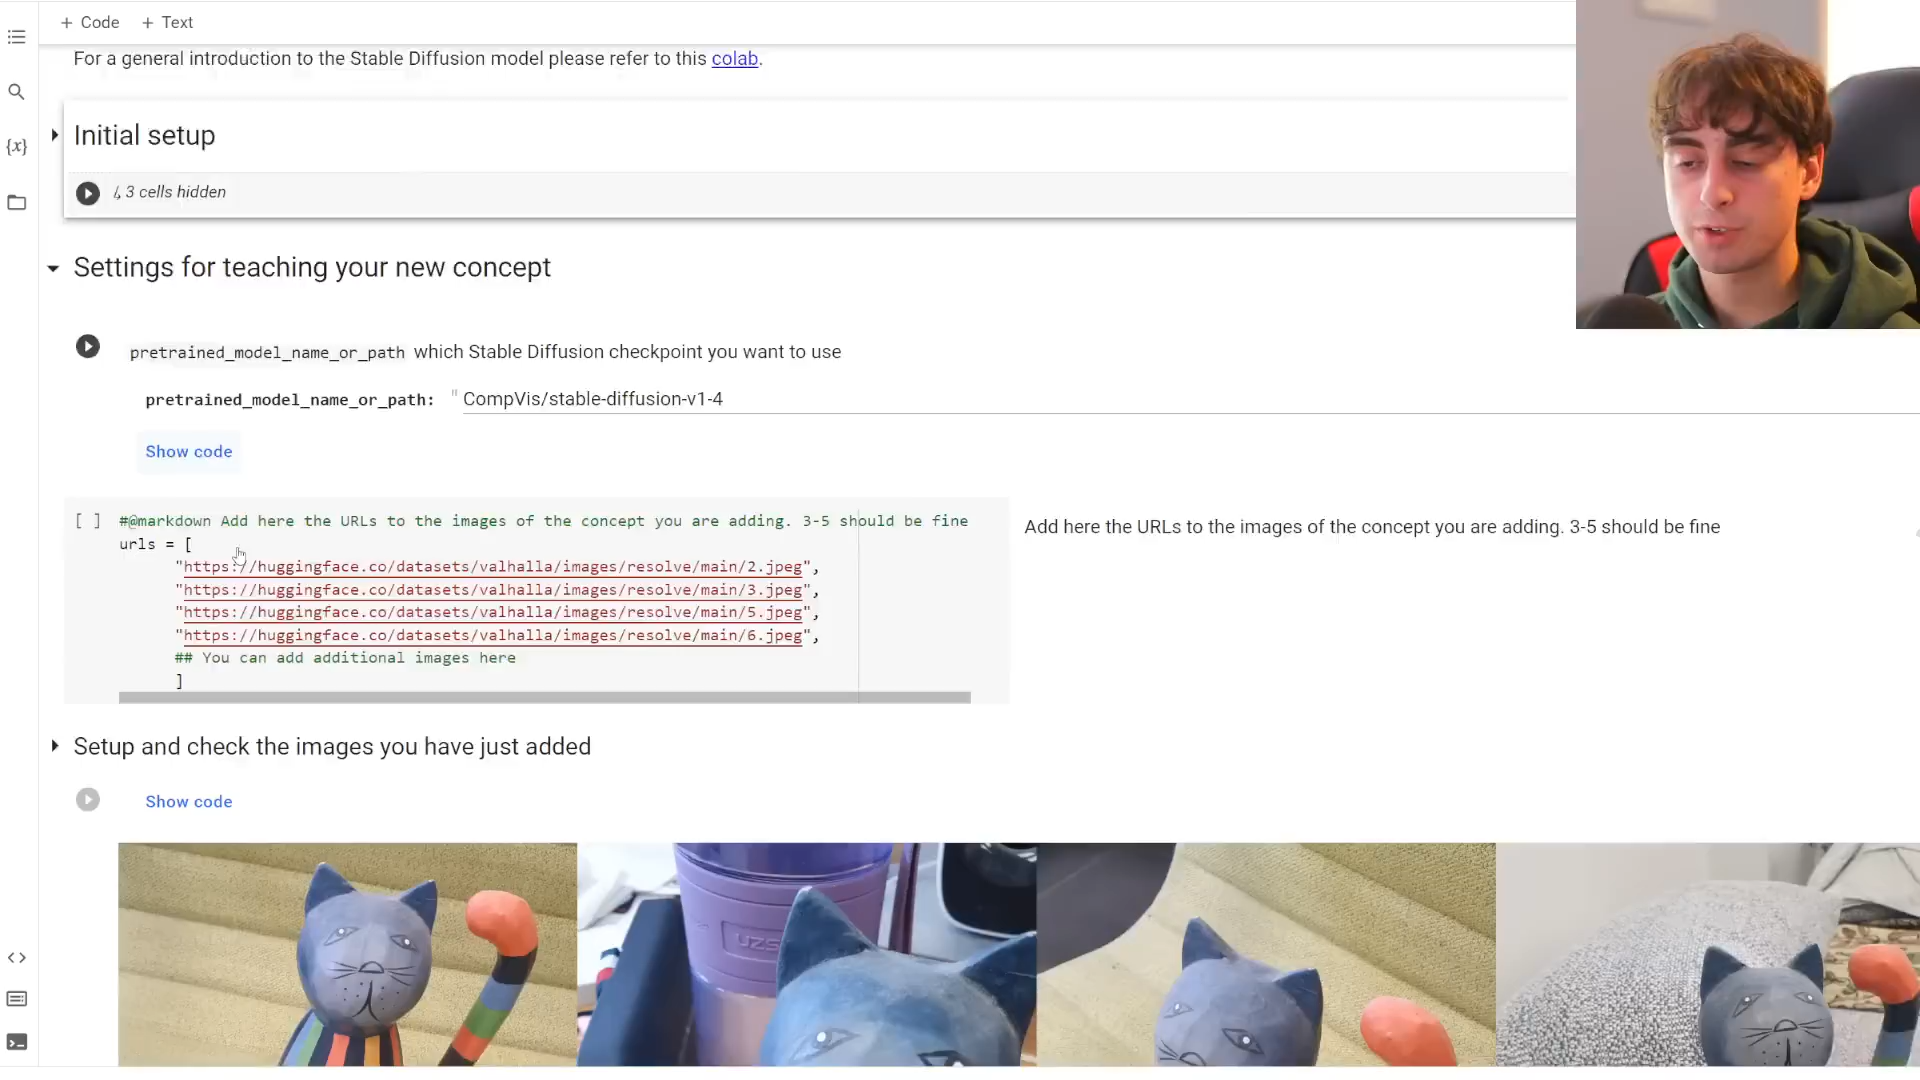 + Code + Text
For a general introduction to the Stable Diffusion model please refer to this colab.
Initial setup
{x}
3 cells hidden
Settings for teaching your new concept
pretrained_model_name_or_path which Stable Diffusion checkpoint you want to use
pretrained_model_name_or_path: " CompVis/stable-diffusion-v1-4
Show code
[ ] #@markdown Add here the URLs to the images of the concept you are adding. 3-5 should be fine
Add here the URLs to the images of the concept you are adding. 3-5 should be fine
urls = [
"https://huggingface.co/datasets/valhalla/images/resolve/main/2.jpeg",
"https://huggingface.co/datasets/valhalla/images/resolve/main/3.jpeg",
"https://huggingface.co/datasets/valhalla/images/resolve/main/5.jpeg",
"https://huggingface.co/datasets/valhalla/images/resolve/main/6.jpeg",
## You can add additional images here
]
Setup and check the images you have just added
Show code